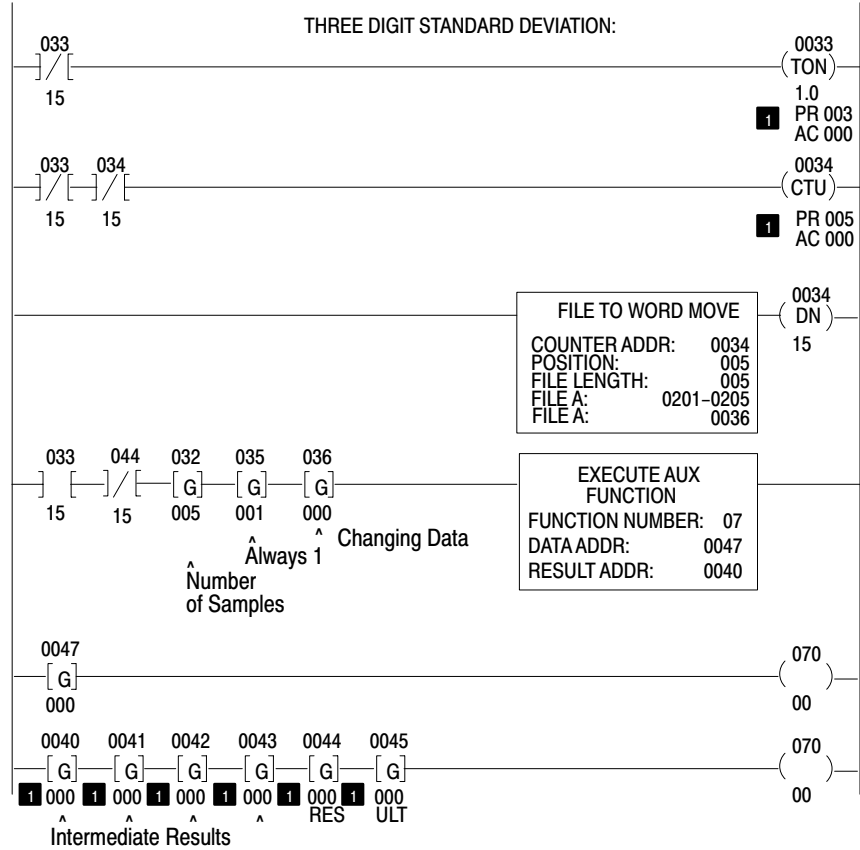 THREE DIGIT STANDARD DEVIATION:
033 0033
]/[ (TON)
15 1.0
1 PR 003
AC 000
033 034 0034
]/[ ]/[ (CTU)
15 15
1 PR 005
AC 000
0034
FILE TO WORD MOVE (DN)
15
COUNTER ADDR: 0034
POSITION: 005
FILE LENGTH: 005
FILE A: 0201–0205
FILE A: 0036
033 044 032 035 036
] [ ]/[ [G] [G] [G]
15 15 005 001 000
EXECUTE AUX
FUNCTION
FUNCTION NUMBER: 07
DATA ADDR: 0047
RESULT ADDR: 0040
^ ^ ^
Changing Data
Always 1
Number
of Samples
0047 070
[G] ( )
000 00
0040 0041 0042 0043 0044 0045 070
[G] [G] [G] [G] [G] [G] ( )
1 000 1 000 1 000 1 000 1 000 1 000 00
^ ^ ^ ^ RES ULT
Intermediate Results